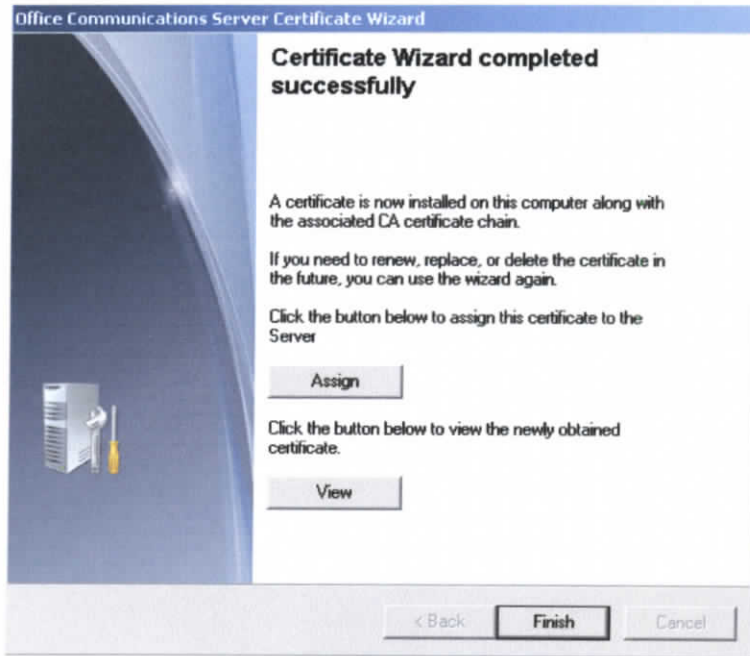 Office Communications Server Certificate Wizard
Certificate Wizard completed
successfully
A certificate is now installed on this computer along with
the associated CA certificate chain.
If you need to renew, replace, or delete the certificate in
the future, you can use the wizard again.
Click the button below to assign this certificate to the
Server
Assign
Click the button below to view the newly obtained
certificate.
View
< Back
Finish
Cancel